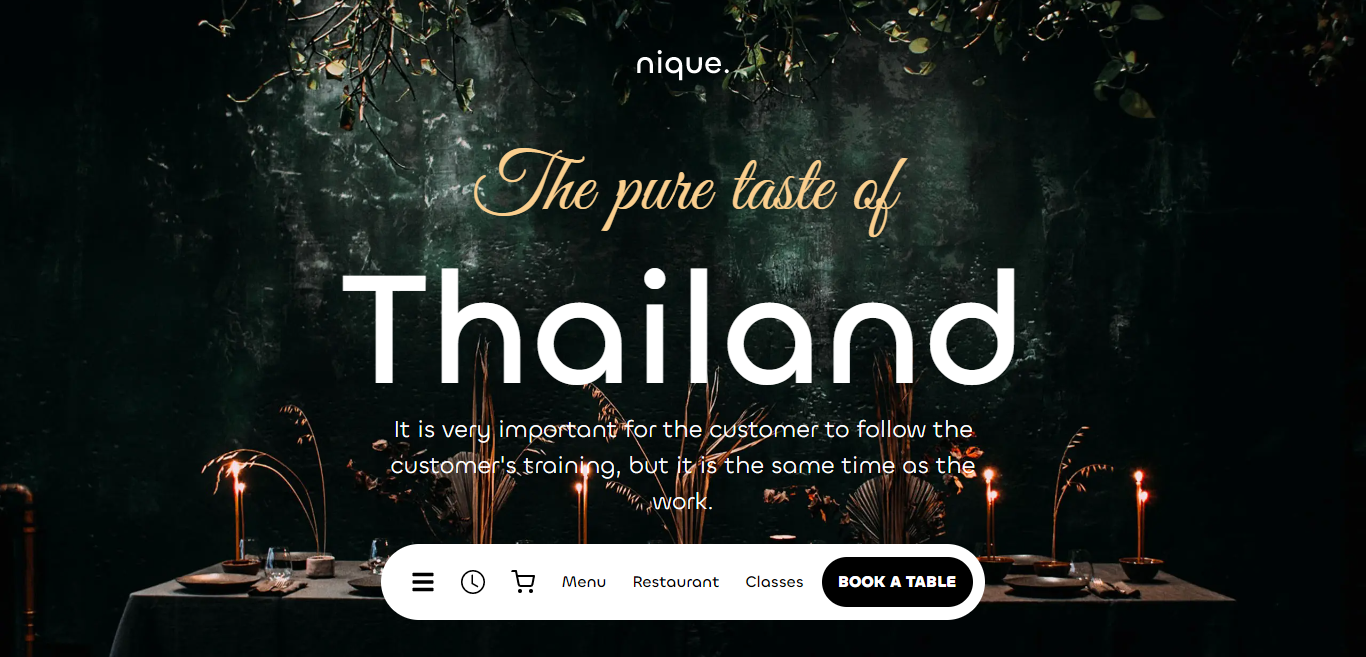 nique.
The pure taste of
Thailand
It is very important for the customer to follow the
customer's training, but it is the same time as the
work.
Menu Restaurant Classes BOOK A TABLE